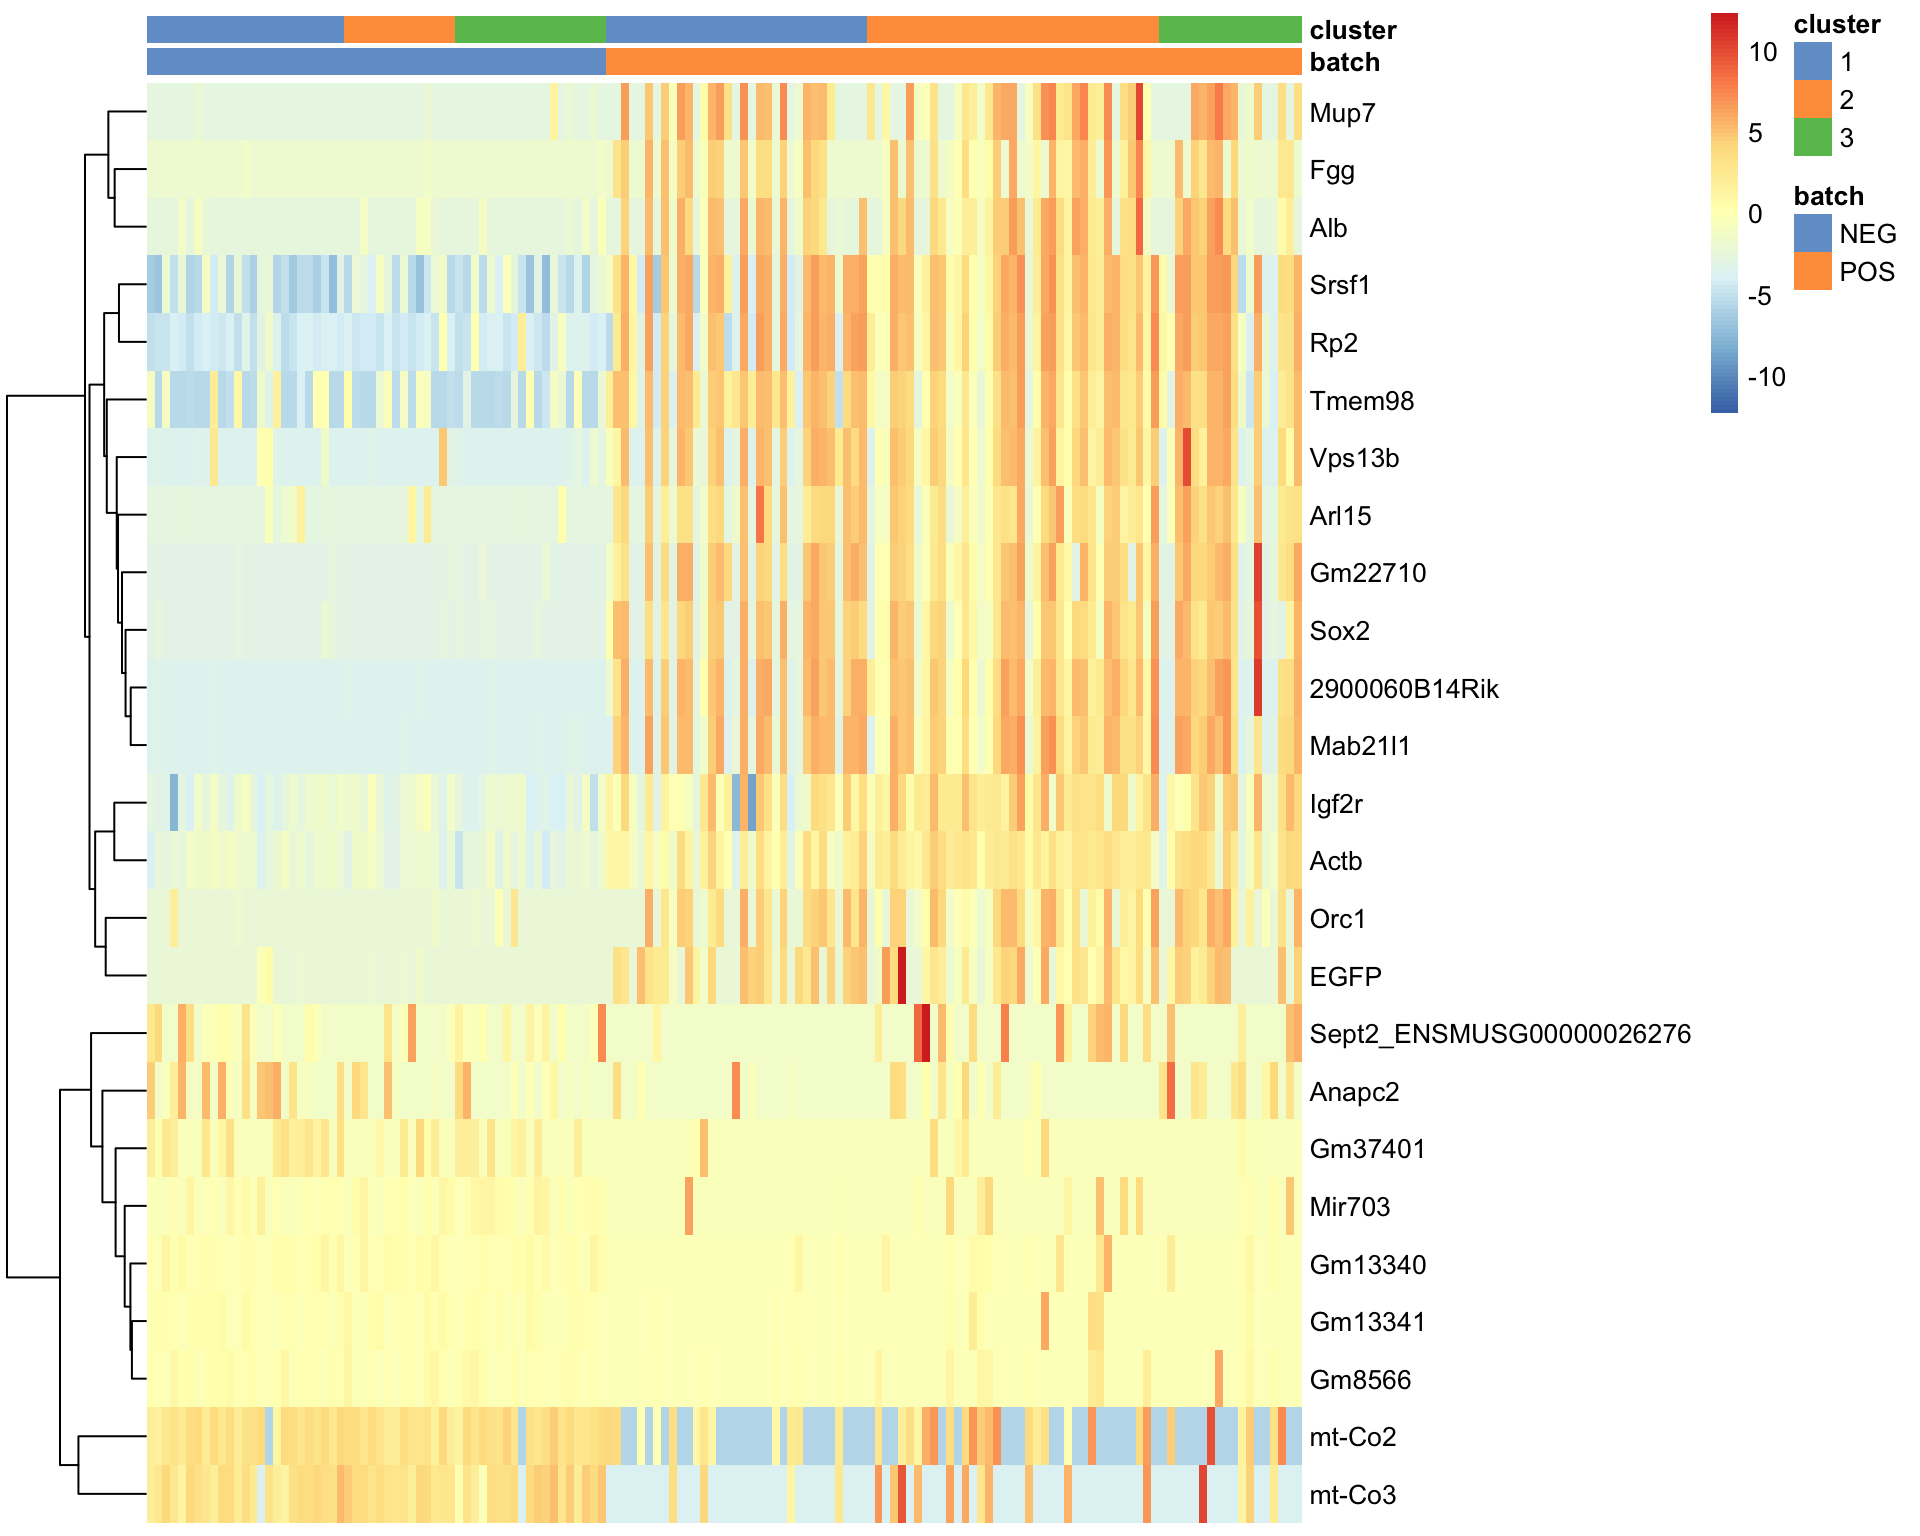 cluster
batch
Mup7
Fgg
Alb
Srsf1
Rp2
Tmem98
Vps13b
Arl15
Gm22710
Sox2
2900060B14Rik
Mab21l1
Igf2r
Actb
Orc1
EGFP
Sept2_ENSMUSG00000026276
Anapc2
Gm37401
Mir703
Gm13340
Gm13341
Gm8566
mt-Co2
mt-Co3
10
5
0
-5
-10
cluster
1
2
3
batch
NEG
POS